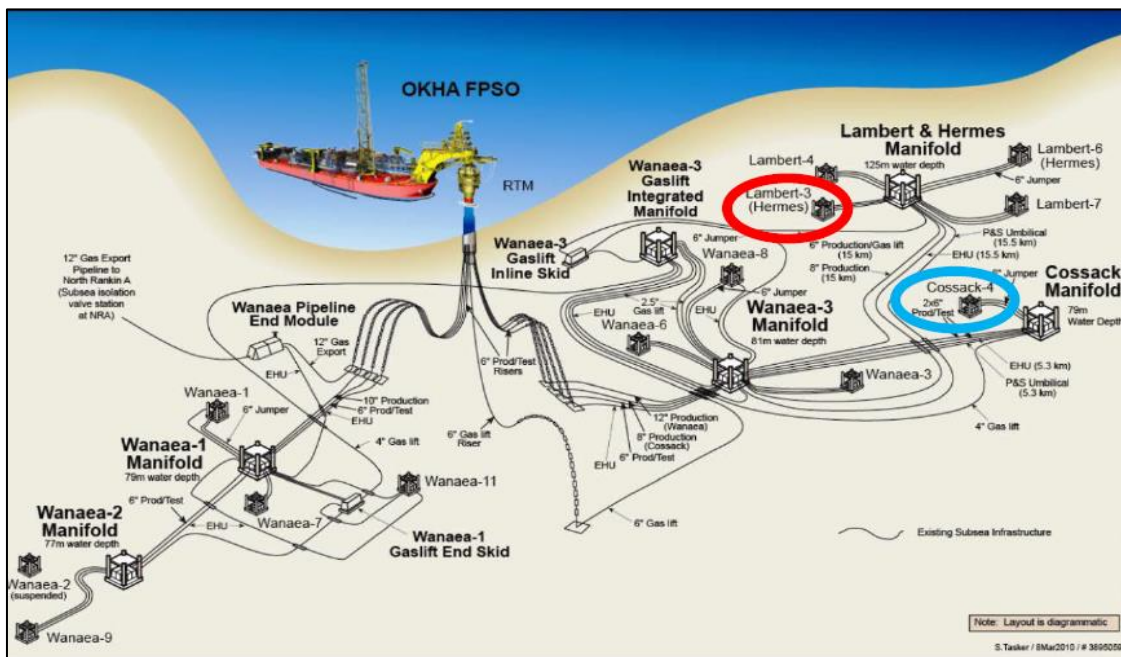 OKHA FPSO
RTM
Lambert & Hermes
Manifold
125m water depth
Lambert-4
Lambert-3
(Hermes)
Lambert-6
(Hermes)
6" Jumper
Lambert-7
P&S Umbilical
(15.5 km)
EHU (15.5 km)
6" Production/Gas lift
(15 km)
8" Production
(15 km)
Wanaea-3
Gaslift
Integrated
Manifold
Wanaea-3
Gaslift
Inline Skid
6" Jumper
Wanaea-8
6" Jumper
2.5"
Gas lift
EHU
EHU
Wanaea-6
Wanaea-3
Manifold
81m water depth
Cossack-4
2x6"
Prod/Test
Jumper
Cossack
Manifold
79m
Water Depth
EHU (5.3 km)
P&S Umbilical
(5.3 km)
4" Gas lift
Wanaea-3
12" Gas Export
Pipeline to
North Rankin A
(Subsea isolation
valve station
at NRA)
Wanaea Pipeline
End Module
12" Gas
Export
EHU
6" Prod/Test
Risers
10" Production
6" Prod/Test
EHU
6" Gas lift
Riser
12" Production
(Wanaea)
8" Production
(Cossack)
6" Prod/Test
EHU
6" Gas lift
4" Gas lift
Wanaea-1
6" Jumper
Wanaea-1
Manifold
79m water depth
6" Prod/Test
EHU
Wanaea-7
Wanaea-11
Wanaea-1
Gaslift End Skid
Wanaea-2
Manifold
77m water depth
Wanaea-2
(suspended)
Wanaea-9
Existing Subsea Infrastructure
Note: Layout is diagrammatic
S.Tasker / 8Mar2010 / # 3895059